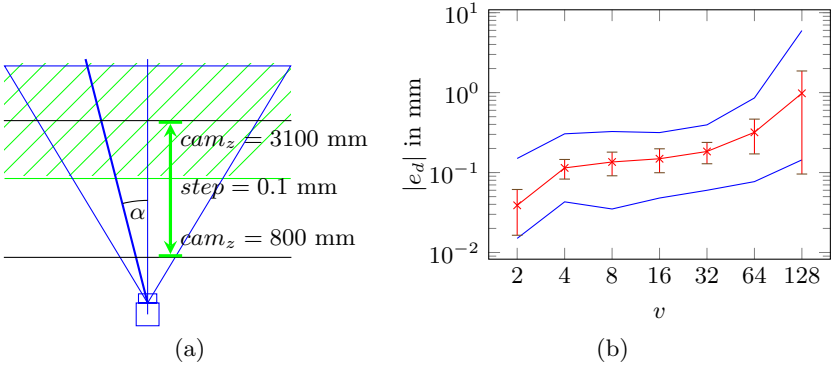 cam_z = 3100 mm
step = 0.1 mm
α
cam_z = 800 mm
(a)
10^1
10^0
10^{-1}
10^{-2}
|e_d| in mm
2 4 8 16 32 64 128
v
(b)